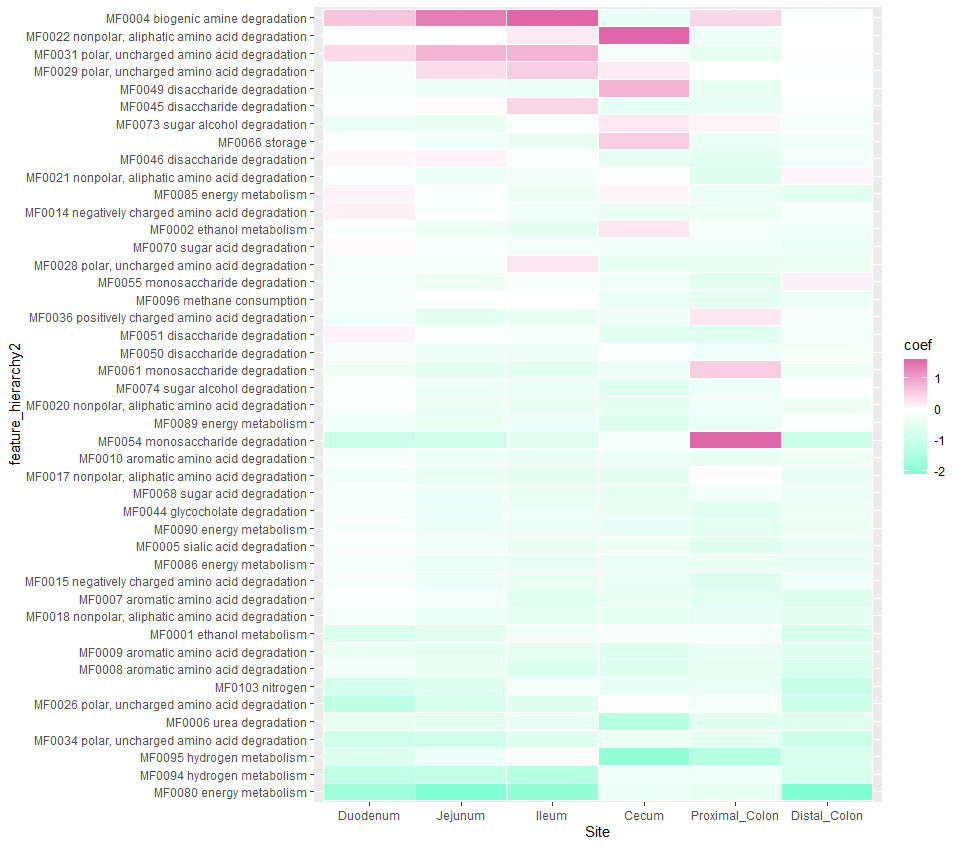 MF0004 biogenic amine degradation
MF0022 nonpolar, aliphatic amino acid degradation
MF0031 polar, uncharged amino acid degradation
MF0029 polar, uncharged amino acid degradation
MF0049 disaccharide degradation
MF0045 disaccharide degradation
MF0073 sugar alcohol degradation
MF0066 storage
MF0046 disaccharide degradation
MF0021 nonpolar, aliphatic amino acid degradation
MF0085 energy metabolism
MF0014 negatively charged amino acid degradation
MF0002 ethanol metabolism
MF0070 sugar acid degradation
MF0028 polar, uncharged amino acid degradation
MF0055 monosaccharide degradation
MF0096 methane consumption
MF0036 positively charged amino acid degradation
MF0051 disaccharide degradation
MF0050 disaccharide degradation
MF0061 monosaccharide degradation
MF0074 sugar alcohol degradation
MF0020 nonpolar, aliphatic amino acid degradation
MF0089 energy metabolism
MF0054 monosaccharide degradation
MF0010 aromatic amino acid degradation
MF0017 nonpolar, aliphatic amino acid degradation
MF0068 sugar acid degradation
MF0044 glycocholate degradation
MF0090 energy metabolism
MF0005 sialic acid degradation
MF0086 energy metabolism
MF0015 negatively charged amino acid degradation
MF0007 aromatic amino acid degradation
MF0018 nonpolar, aliphatic amino acid degradation
MF0001 ethanol metabolism
MF0009 aromatic amino acid degradation
MF0008 aromatic amino acid degradation
MF0103 nitrogen
MF0026 polar, uncharged amino acid degradation
MF0006 urea degradation
MF0034 polar, uncharged amino acid degradation
MF0095 hydrogen metabolism
MF0094 hydrogen metabolism
MF0080 energy metabolism
feature_hierarchy2
Duodenum Jejunum Ileum Cecum Proximal_Colon Distal_Colon
Site
coef
1
0
-1
-2